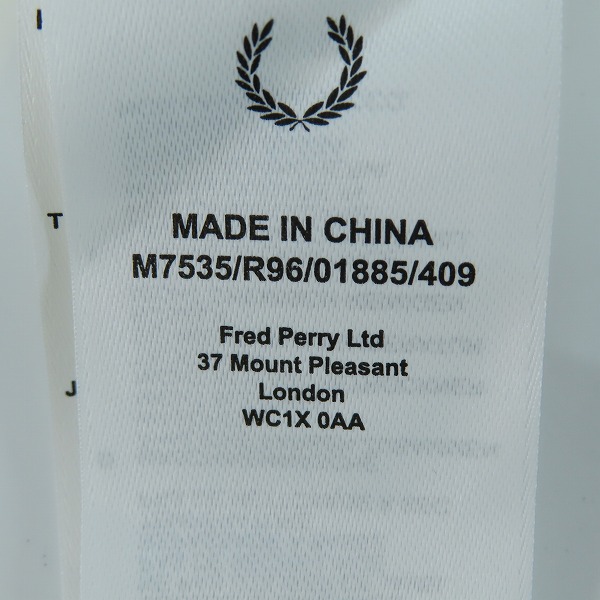 MADE IN CHINA
M7535/R96/01885/409
Fred Perry Ltd
37 Mount Pleasant
London
WC1X 0AA